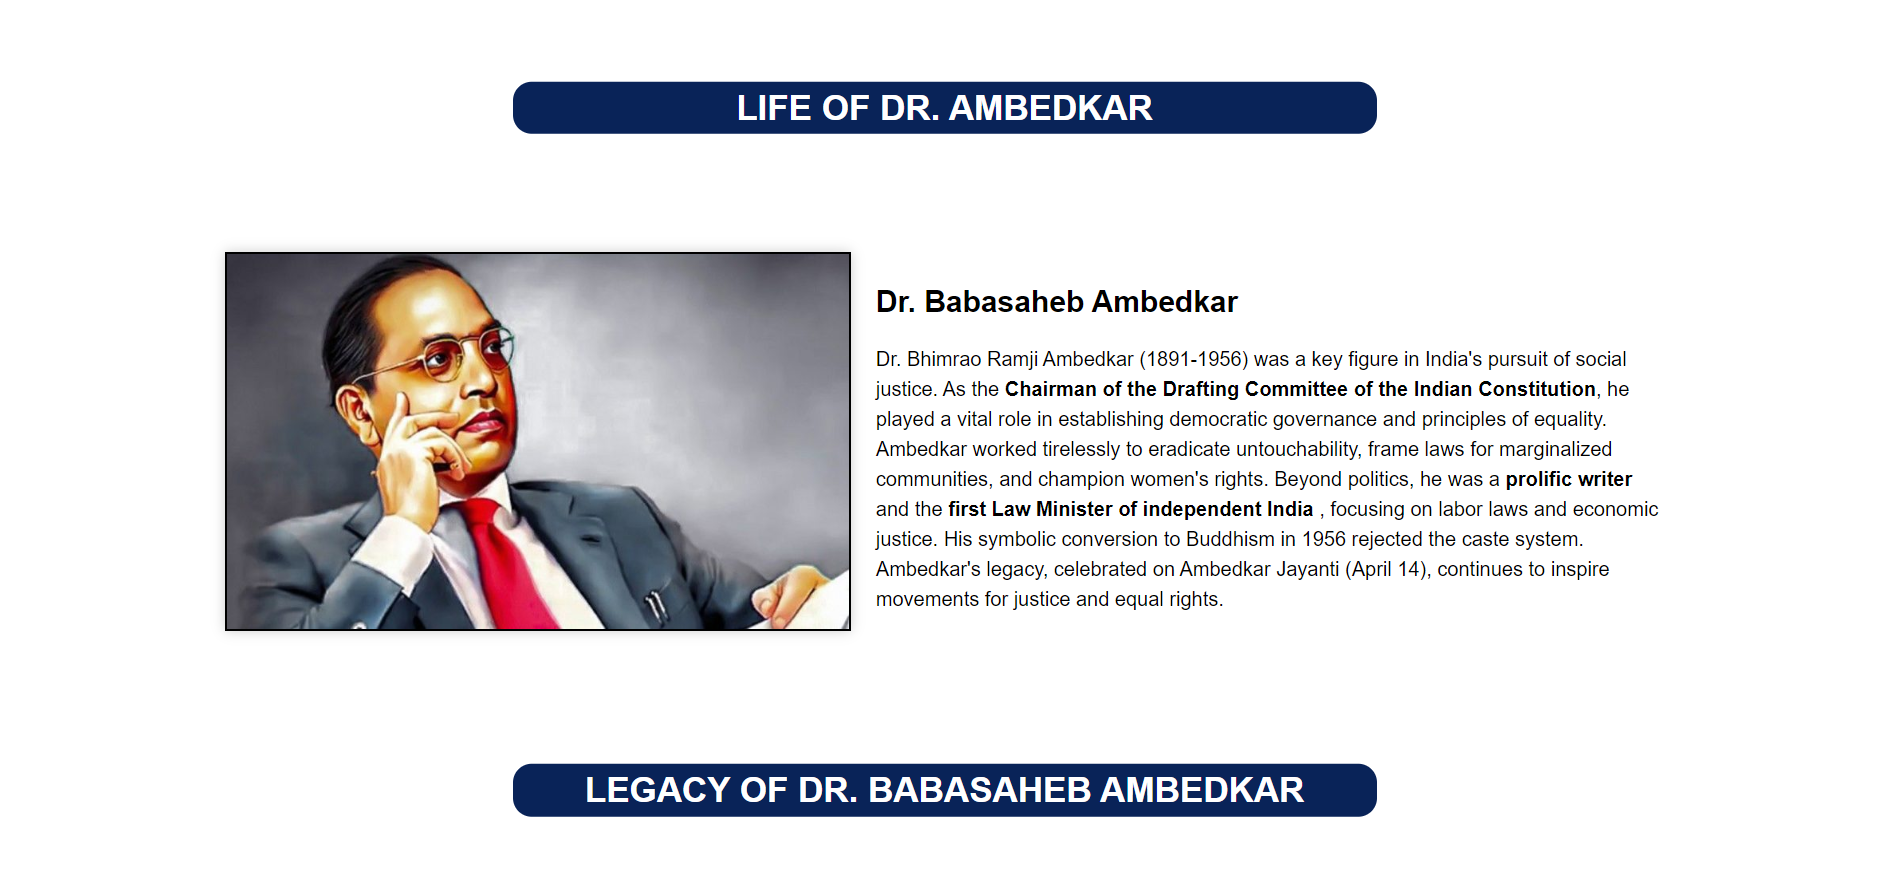 LIFE OF DR. AMBEDKAR
Dr. Babasaheb Ambedkar
Dr. Bhimrao Ramji Ambedkar (1891-1956) was a key figure in India's pursuit of social
justice. As the Chairman of the Drafting Committee of the Indian Constitution, he
played a vital role in establishing democratic governance and principles of equality.
Ambedkar worked tirelessly to eradicate untouchability, frame laws for marginalized
communities, and champion women's rights. Beyond politics, he was a prolific writer
and the first Law Minister of independent India , focusing on labor laws and economic
justice. His symbolic conversion to Buddhism in 1956 rejected the caste system.
Ambedkar's legacy, celebrated on Ambedkar Jayanti (April 14), continues to inspire
movements for justice and equal rights.
LEGACY OF DR. BABASAHEB AMBEDKAR